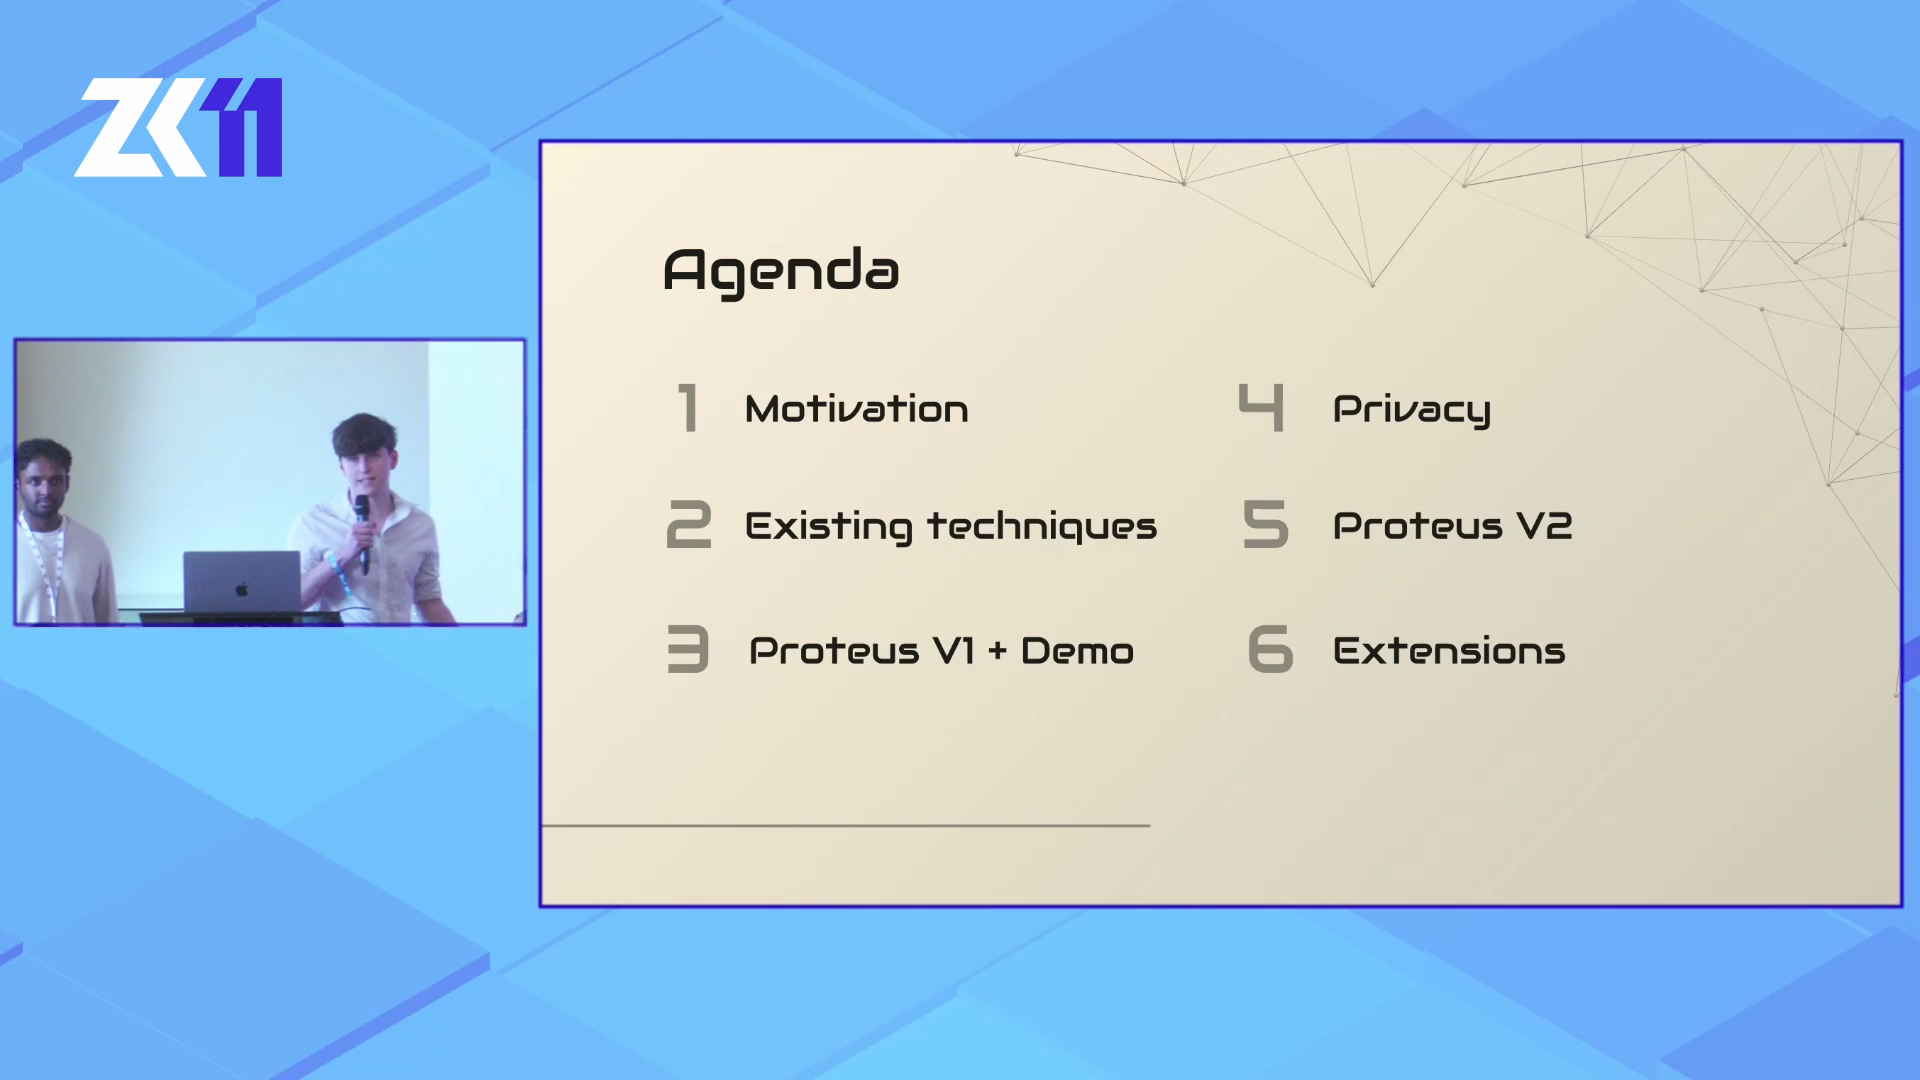 ZK11
Agenda
1 Motivation
2 Existing techniques
3 Proteus V1 + Demo
4 Privacy
5 Proteus V2
6 Extensions